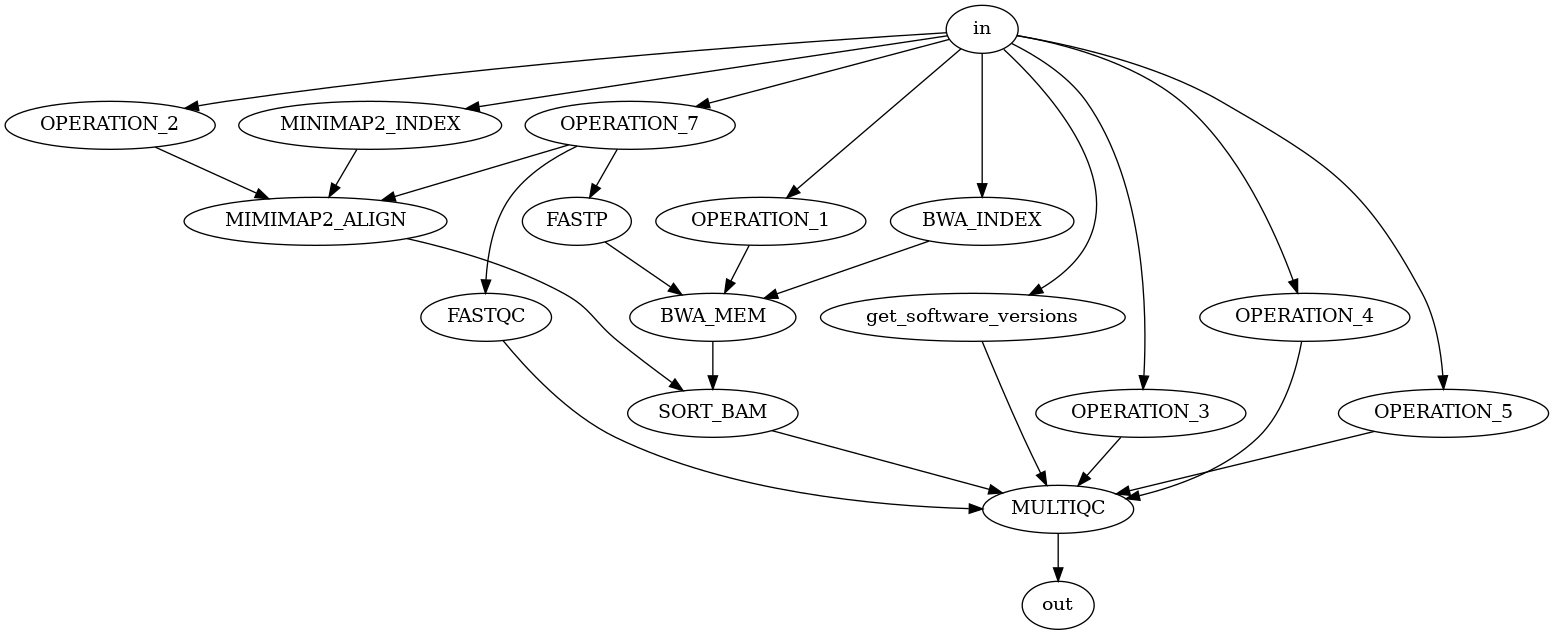 in
OPERATION_2
MINIMAP2_INDEX
OPERATION_7
MIMIMAP2_ALIGN
FASTP
OPERATION_1
BWA_INDEX
FASTQC
BWA_MEM
get_software_versions
OPERATION_4
SORT_BAM
OPERATION_3
OPERATION_5
MULTIQC
out